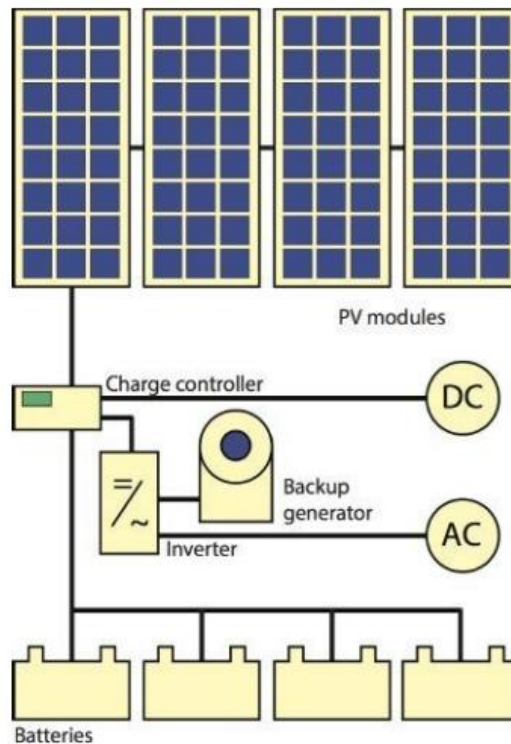 PV modules
Charge controller
DC
Backup
generator
=
~
Inverter
AC
Batteries